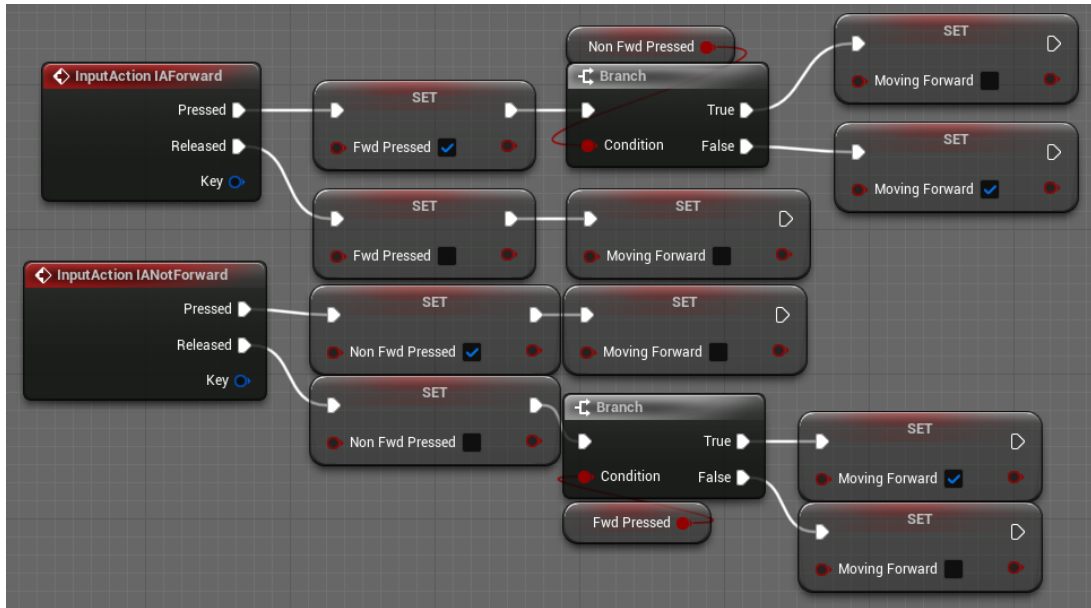 InputAction IAForward
Pressed
Released
Key
SET
Fwd Pressed
Non Fwd Pressed
Branch
True
Condition
False
SET
Moving Forward
SET
Moving Forward
SET
Fwd Pressed
SET
Moving Forward
InputAction IANotForward
Pressed
Released
Key
SET
Non Fwd Pressed
SET
Moving Forward
SET
Non Fwd Pressed
Branch
True
Condition
False
Fwd Pressed
SET
Moving Forward
SET
Moving Forward